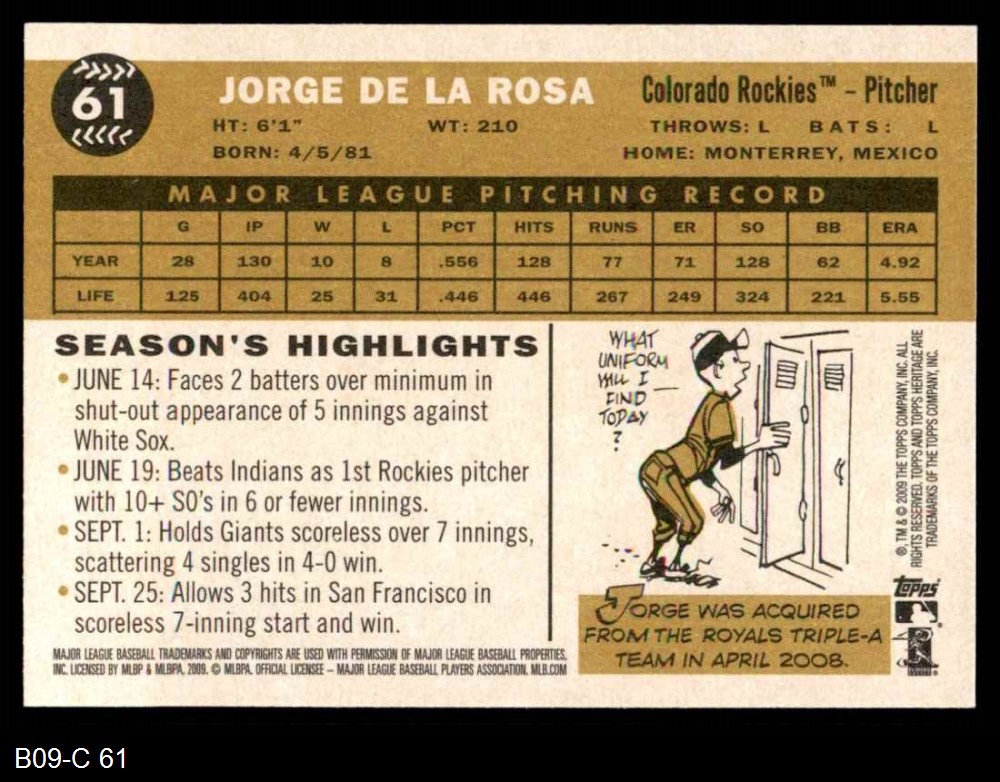 61
JORGE DE LA ROSA
Colorado Rockies™ – Pitcher
HT: 6'1"
WT: 210
THROWS: L BATS: L
BORN: 4/5/81
HOME: MONTERREY, MEXICO
MAJOR LEAGUE PITCHING RECORD
G IP W L PCT HITS RUNS ER SO BB ERA
YEAR 28 130 10 8 .556 128 77 71 128 62 4.92
LIFE 125 404 25 31 .446 446 267 249 324 221 5.55
SEASON'S HIGHLIGHTS
• JUNE 14: Faces 2 batters over minimum in
shut-out appearance of 5 innings against
White Sox.
• JUNE 19: Beats Indians as 1st Rockies pitcher
with 10+ SO's in 6 or fewer innings.
• SEPT. 1: Holds Giants scoreless over 7 innings,
scattering 4 singles in 4-0 win.
• SEPT. 25: Allows 3 hits in San Francisco in
scoreless 7-inning start and win.
MAJOR LEAGUE BASEBALL TRADEMARKS AND COPYRIGHTS ARE USED WITH PERMISSION OF MAJOR LEAGUE BASEBALL PROPERTIES,
INC. LICENSED BY MLBP & MLBPA, 2009. © MLBPA. OFFICIAL LICENSEE – MAJOR LEAGUE BASEBALL PLAYERS ASSOCIATION. MLB.COM
WHAT
UNIFORM
WILL I
FIND
TODAY
?
JORGE WAS ACQUIRED
FROM THE ROYALS TRIPLE-A
TEAM IN APRIL 2008.
®, TM & © 2009 THE TOPPS COMPANY, INC. ALL
RIGHTS RESERVED. TOPPS AND TOPPS HERITAGE ARE
TRADEMARKS OF THE TOPPS COMPANY, INC.
topps
B09-C 61